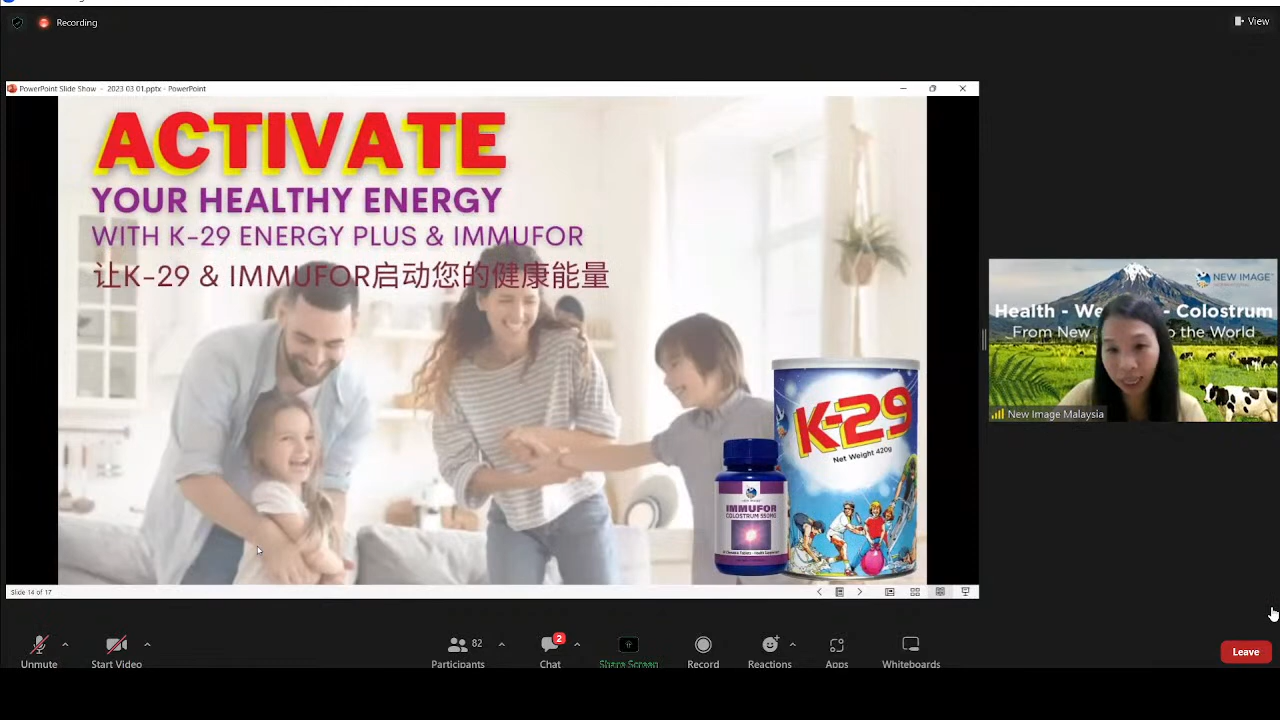 Recording
View
PowerPoint Slide Show - 2023 03 01.pptx - PowerPoint
ACTIVATE
YOUR HEALTHY ENERGY
WITH K-29 ENERGY PLUS & IMMUFOR
让K-29 & IMMUFOR启动您的健康能量
K-29
Net Weight 420g
IMMUFOR
COLOSTRUM 550MG
NEW IMAGE
Health - We - Colostrum
From New o the World
New Image Malaysia
Slide 14 of 17
82
2
Unmute
Start Video
Participants
Chat
Share Screen
Record
Reactions
Apps
Whiteboards
Leave